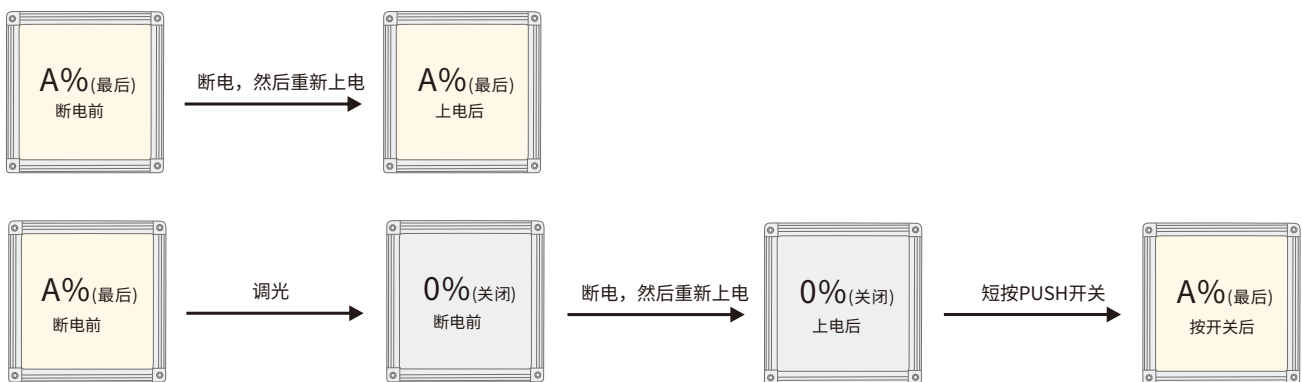 A%(最后)
断电前
断电，然后重新上电
A%(最后)
上电后
A%(最后)
断电前
调光
0%(关闭)
断电前
断电，然后重新上电
0%(关闭)
上电后
短按PUSH开关
A%(最后)
按开关后